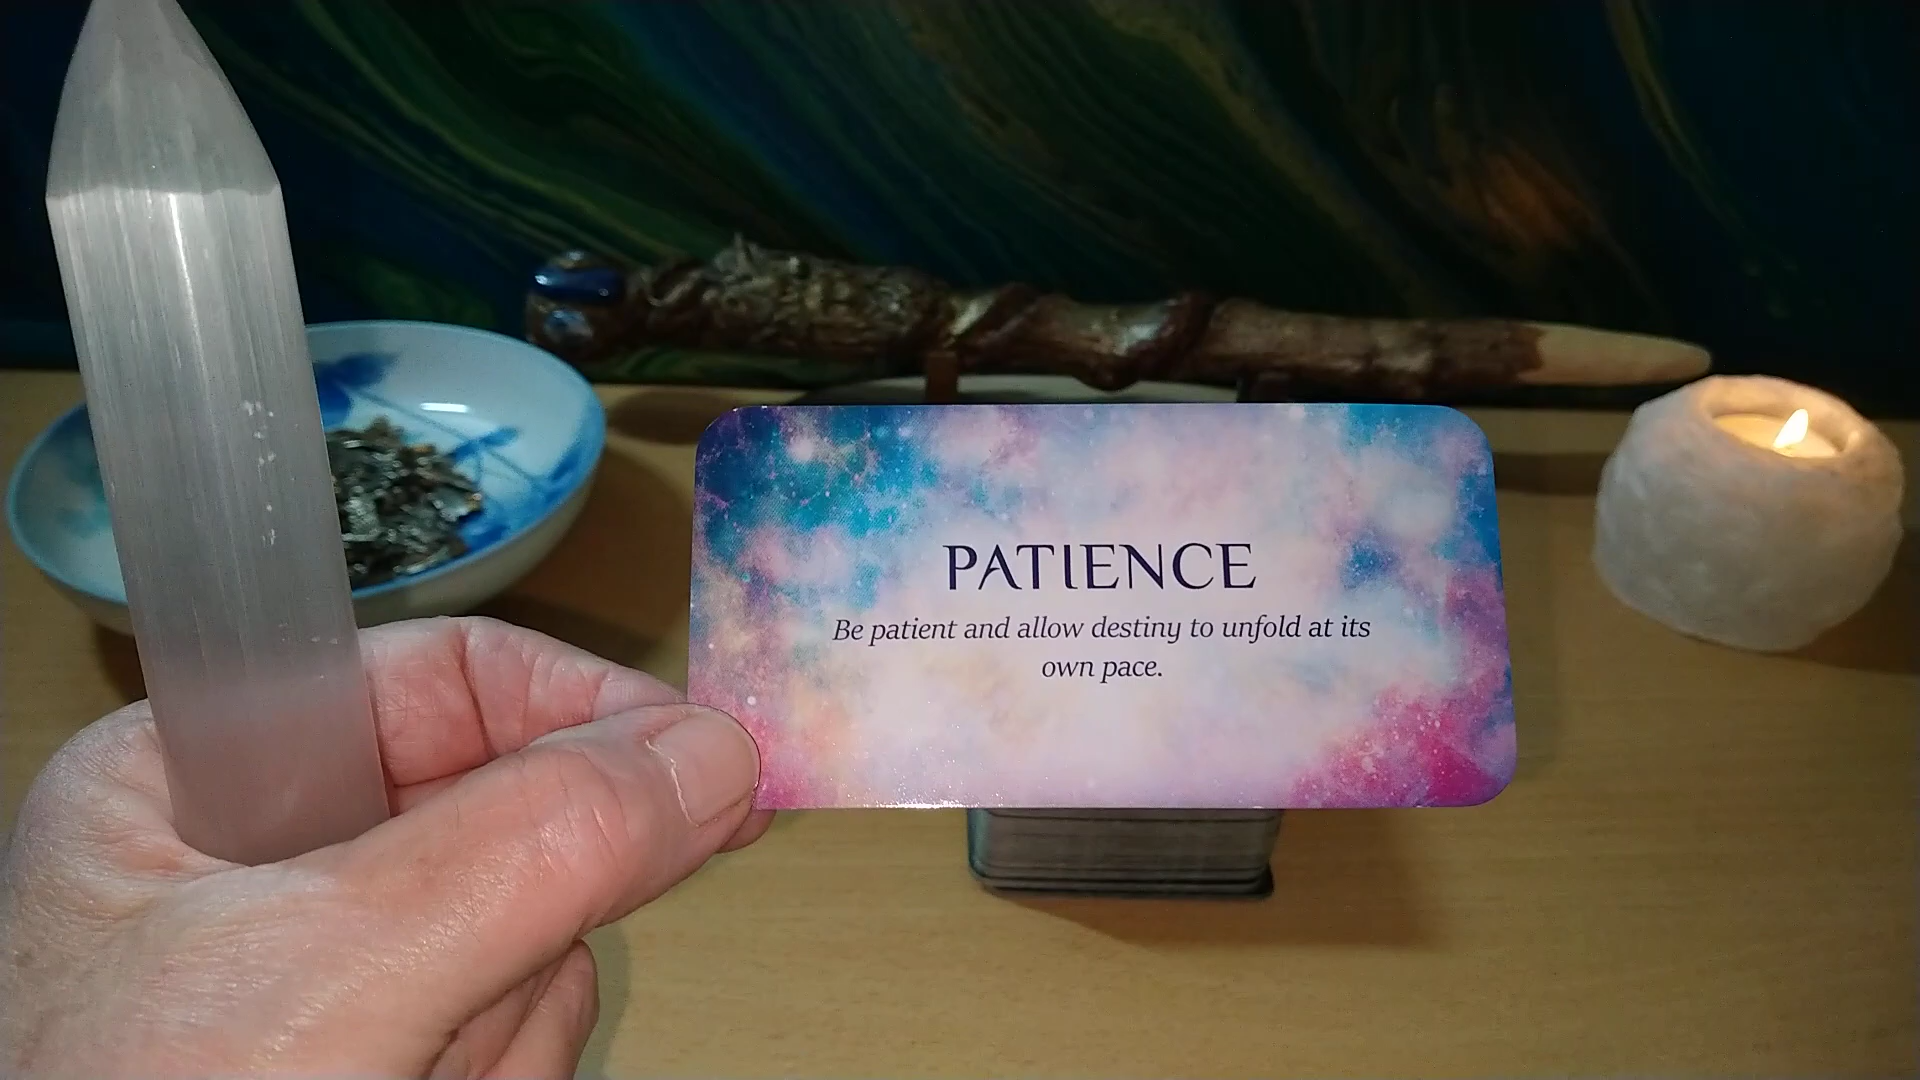 PATIENCE
Be patient and allow destiny to unfold at its
own pace.